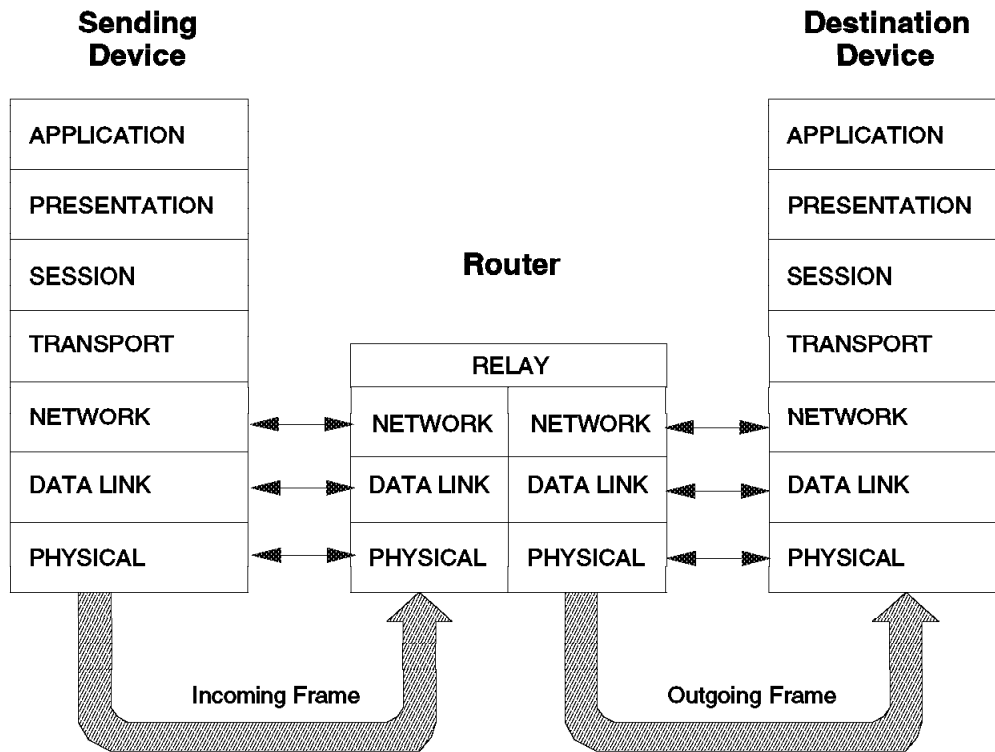 Sending
Device
Destination
Device
APPLICATION
PRESENTATION
SESSION
TRANSPORT
NETWORK
DATA LINK
PHYSICAL
Router
RELAY
NETWORK
NETWORK
DATA LINK
DATA LINK
PHYSICAL
PHYSICAL
APPLICATION
PRESENTATION
SESSION
TRANSPORT
NETWORK
DATA LINK
PHYSICAL
Incoming Frame
Outgoing Frame